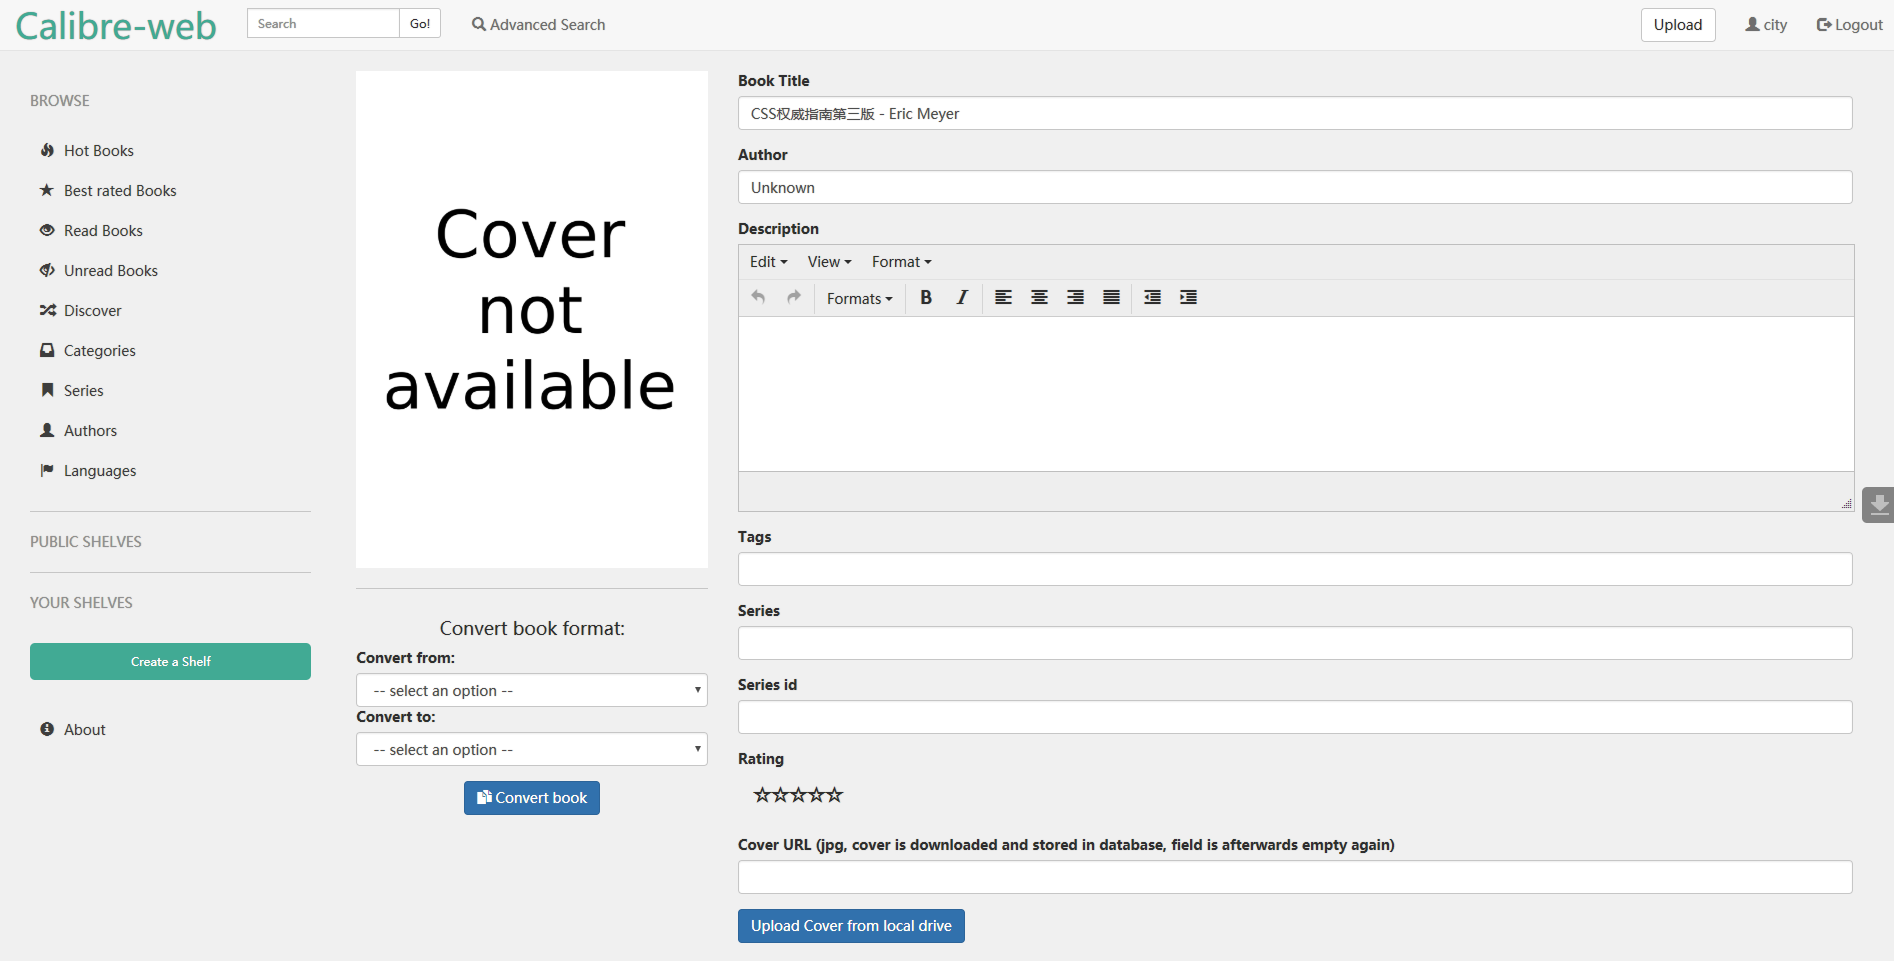 Calibre-web
Search
Go!
Advanced Search
Upload
city
Logout
BROWSE
Hot Books
Best rated Books
Read Books
Unread Books
Discover
Categories
Series
Authors
Languages
PUBLIC SHELVES
YOUR SHELVES
Create a Shelf
About
Cover
not
available
Convert book format:
Convert from:
-- select an option --
Convert to:
-- select an option --
Convert book
Book Title
CSS权威指南第三版 - Eric Meyer
Author
Unknown
Description
Edit View Format
Formats B I
Tags
Series
Series id
Rating
Cover URL (jpg, cover is downloaded and stored in database, field is afterwards empty again)
Upload Cover from local drive